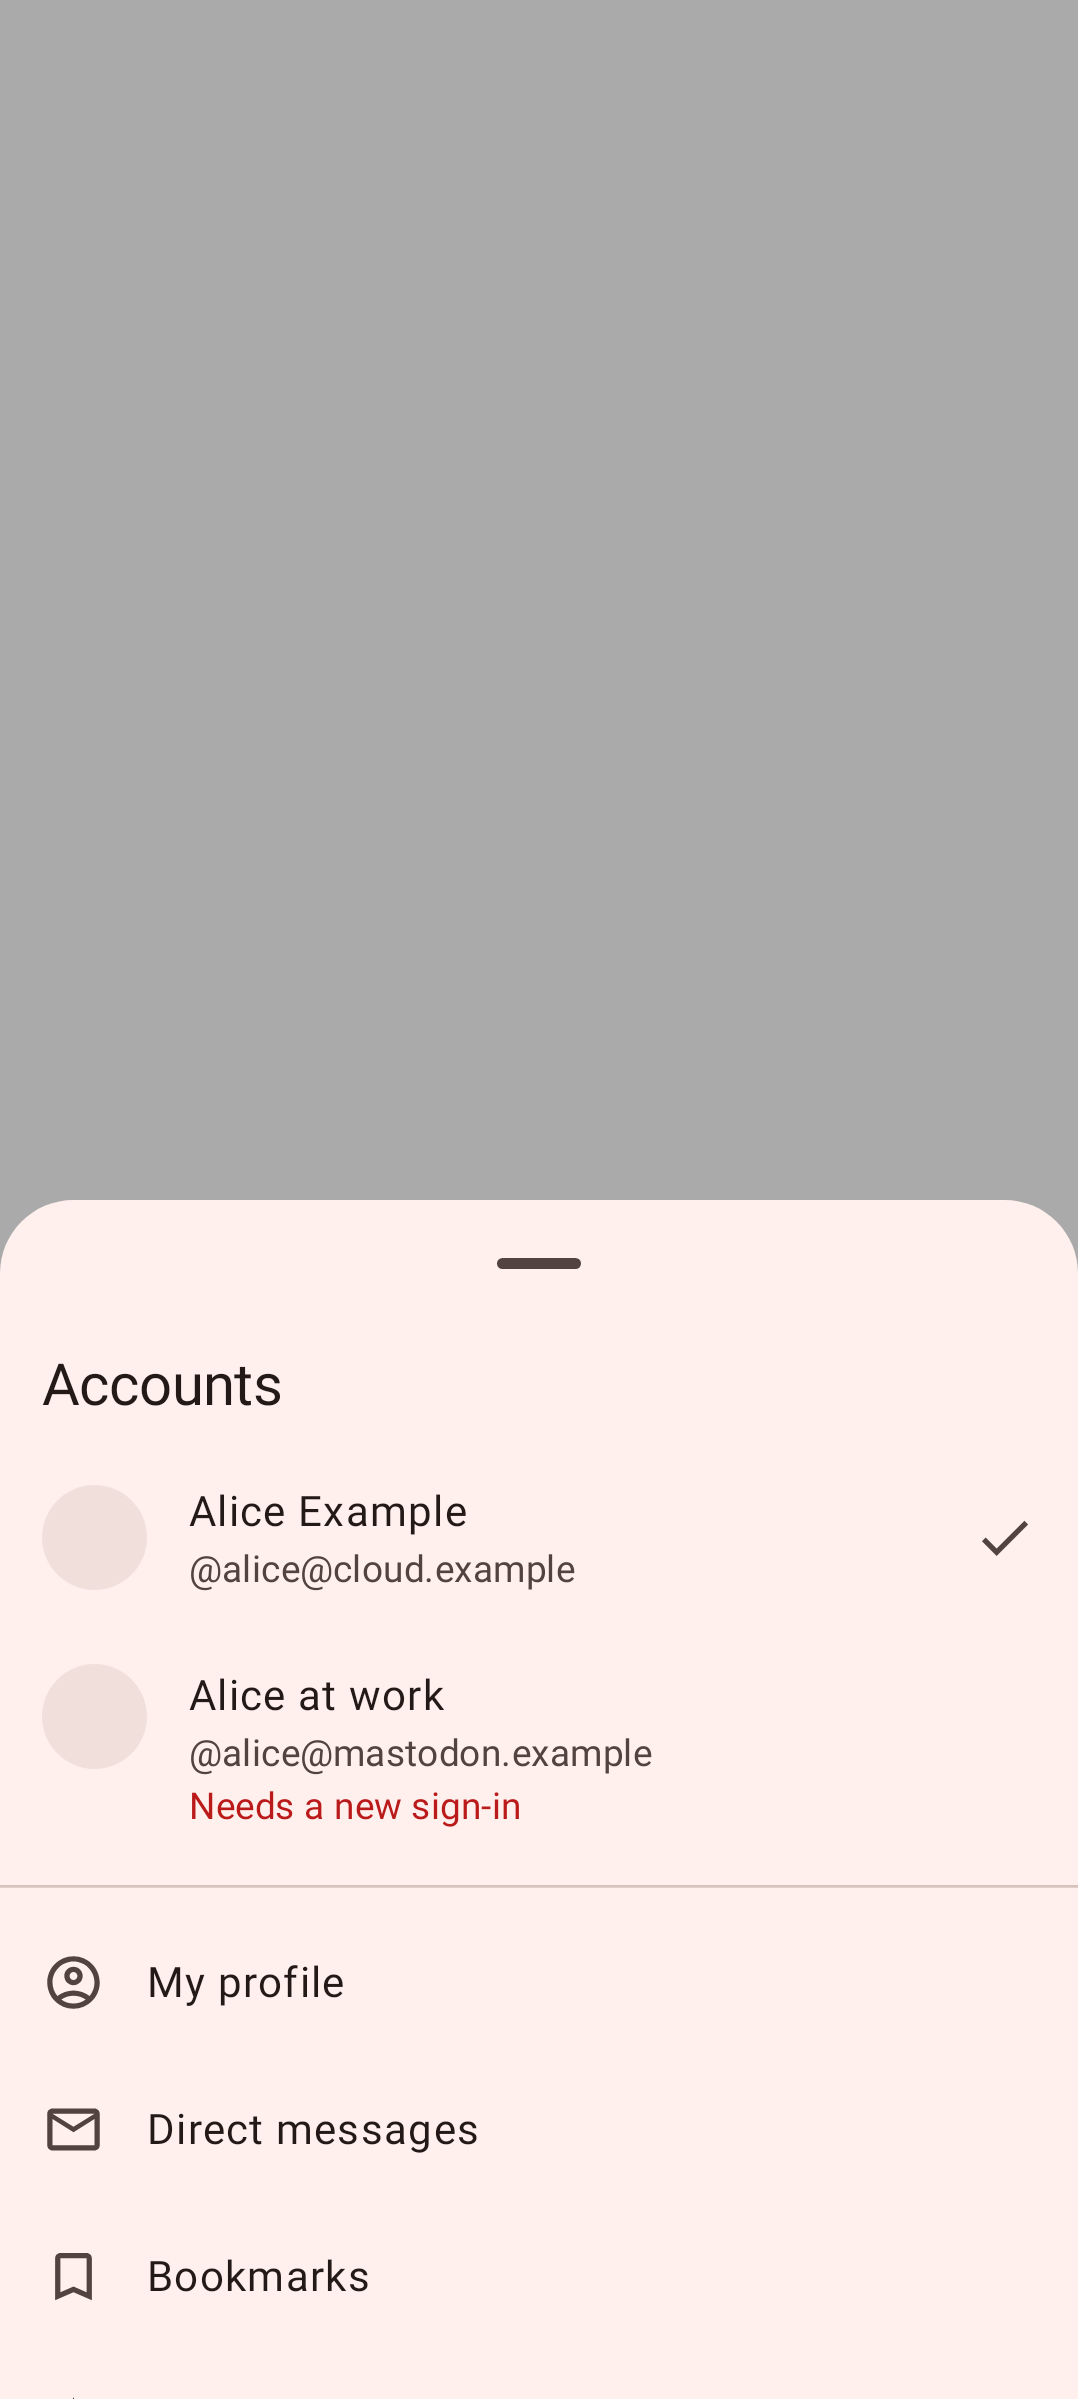 Accounts
Alice Example
@alice@cloud.example
Alice at work
@alice@mastodon.example
Needs a new sign-in
My profile
Direct messages
Bookmarks